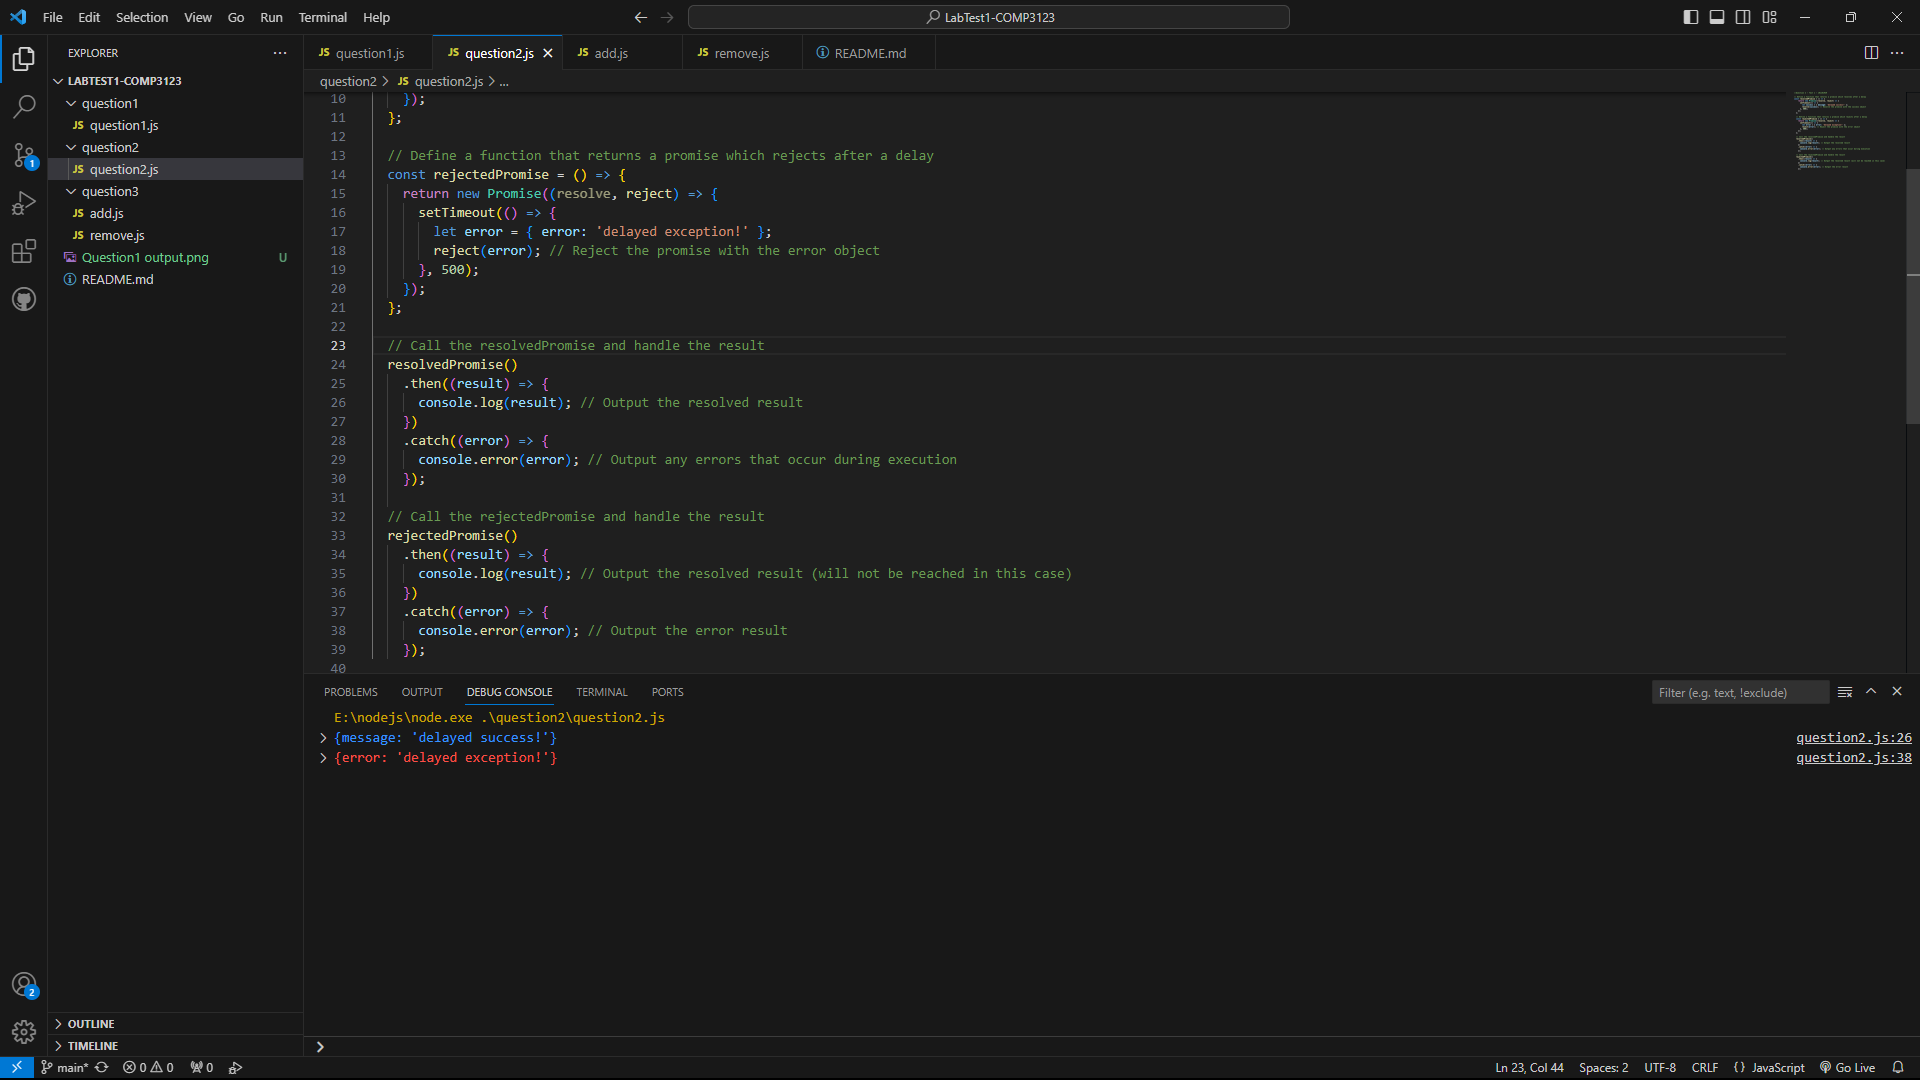 File Edit Selection View Go Run Terminal Help
LabTest1-COMP3123
EXPLORER
LABTEST1-COMP3123
question1
JS question1.js
question2
JS question2.js
question3
JS add.js
JS remove.js
Question1 output.png U
README.md
OUTLINE
TIMELINE
1
2
JS question1.js JS question2.js JS add.js JS remove.js README.md
question2 > JS question2.js > ...
10 });
11 };
12
13 // Define a function that returns a promise which rejects after a delay
14 const rejectedPromise = () => {
15 return new Promise((resolve, reject) => {
16 setTimeout(() => {
17 let error = { error: 'delayed exception!' };
18 reject(error); // Reject the promise with the error object
19 }, 500);
20 });
21 };
22
23 // Call the resolvedPromise and handle the result
24 resolvedPromise()
25 .then((result) => {
26 console.log(result); // Output the resolved result
27 })
28 .catch((error) => {
29 console.error(error); // Output any errors that occur during execution
30 });
31
32 // Call the rejectedPromise and handle the result
33 rejectedPromise()
34 .then((result) => {
35 console.log(result); // Output the resolved result (will not be reached in this case)
36 })
37 .catch((error) => {
38 console.error(error); // Output the error result
39 });
40
PROBLEMS OUTPUT DEBUG CONSOLE TERMINAL PORTS
Filter (e.g. text, !exclude)
E:\nodejs\node.exe .\question2\question2.js
> {message: 'delayed success!'} question2.js:26
> {error: 'delayed exception!'} question2.js:38
>
main* 0 0 0
Ln 23, Col 44 Spaces: 2 UTF-8 CRLF {} JavaScript Go Live